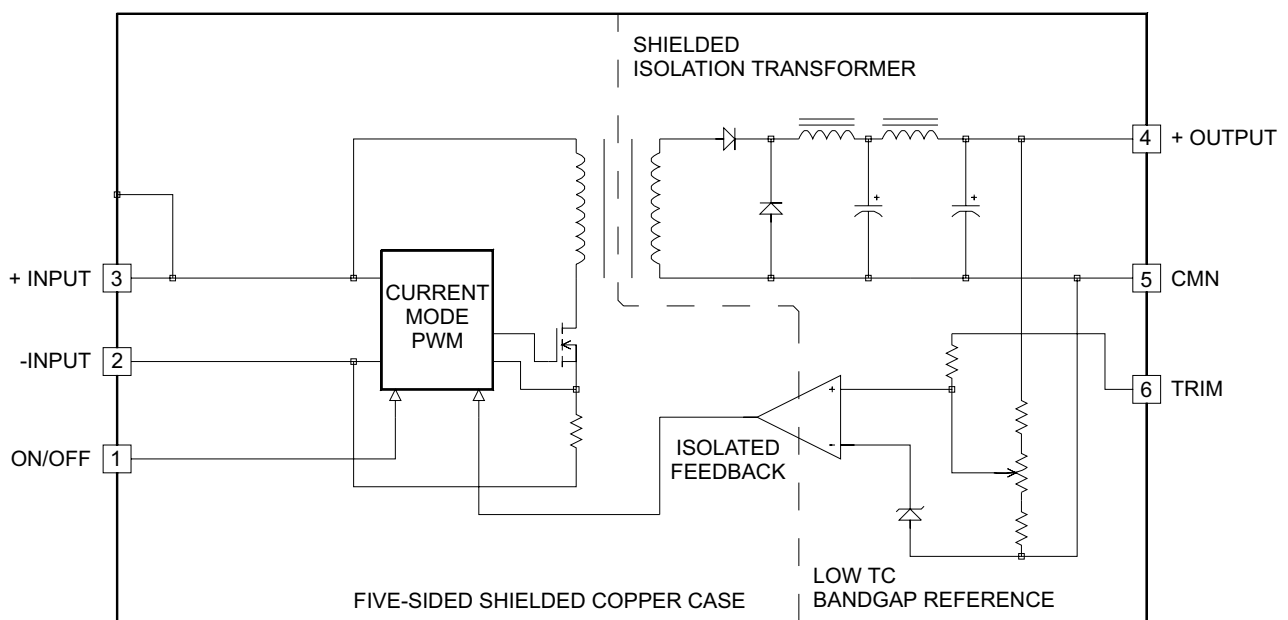 SHIELDED
ISOLATION TRANSFORMER
4 + OUTPUT
+ INPUT 3
5 CMN
CURRENT
MODE
PWM
-INPUT 2
+
6 TRIM
ON/OFF 1
-
ISOLATED
FEEDBACK
+
+
LOW TC
BANDGAP REFERENCE
FIVE-SIDED SHIELDED COPPER CASE